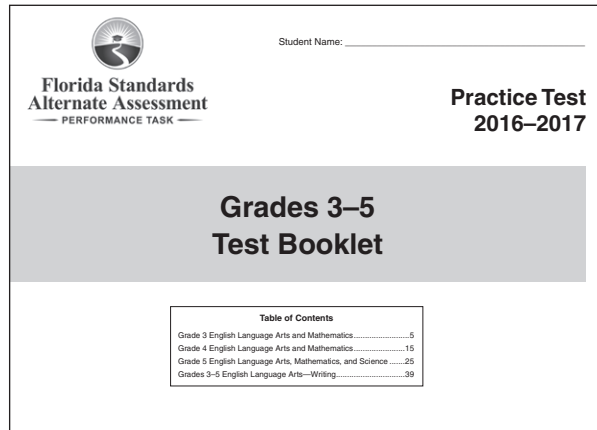 Student Name:
Florida Standards
Alternate Assessment
PERFORMANCE TASK
Practice Test
2016–2017
Grades 3–5
Test Booklet
Table of Contents
Grade 3 English Language Arts and Mathematics..........................5
Grade 4 English Language Arts and Mathematics........................15
Grade 5 English Language Arts, Mathematics, and Science .......25
Grades 3–5 English Language Arts—Writing................................39